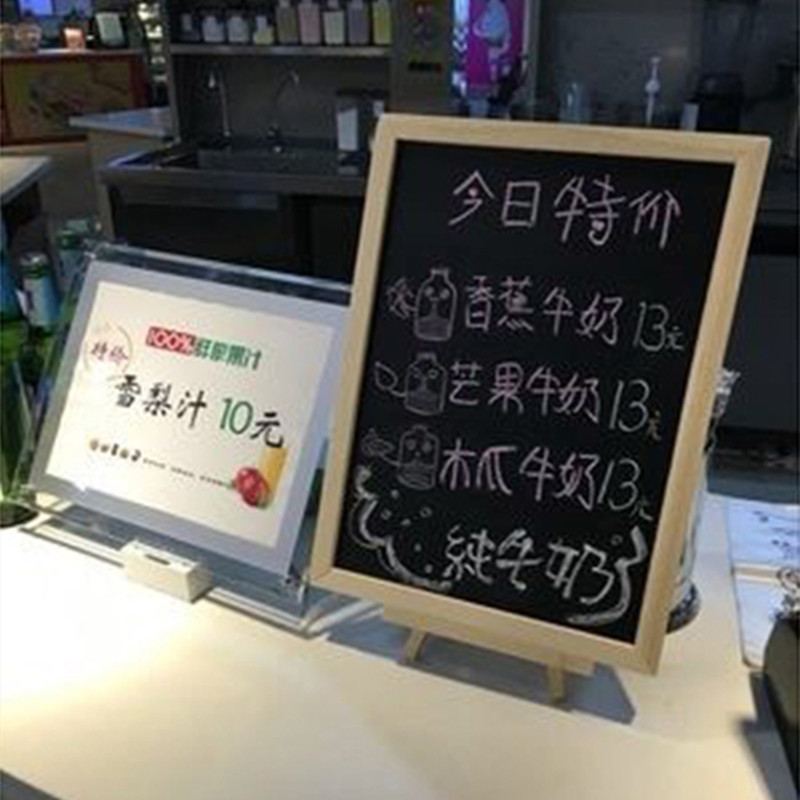 100%鲜果果汁
特价
雪梨汁 10元
今日特价
香蕉牛奶 13元
芒果牛奶 13元
木瓜牛奶 13元
純牛奶